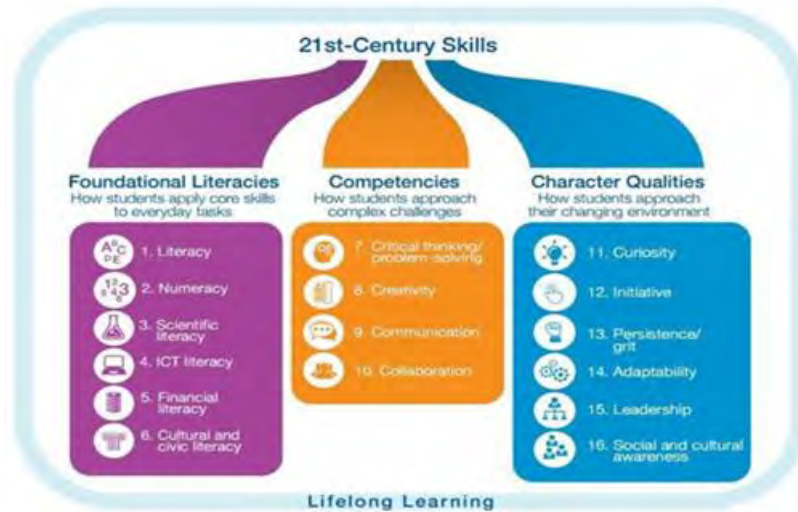 21st-Century Skills
Foundational Literacies
How students apply core skills
to everyday tasks
1. Literacy
2. Numeracy
3. Scientific
literacy
4. ICT literacy
5. Financial
literacy
6. Cultural and
civic literacy
Competencies
How students approach
complex challenges
7. Critical thinking/
problem-solving
8. Creativity
9. Communication
10. Collaboration
Character Qualities
How students approach
their changing environment
11. Curiosity
12. Initiative
13. Persistence/
grit
14. Adaptability
15. Leadership
16. Social and cultural
awareness
Lifelong Learning